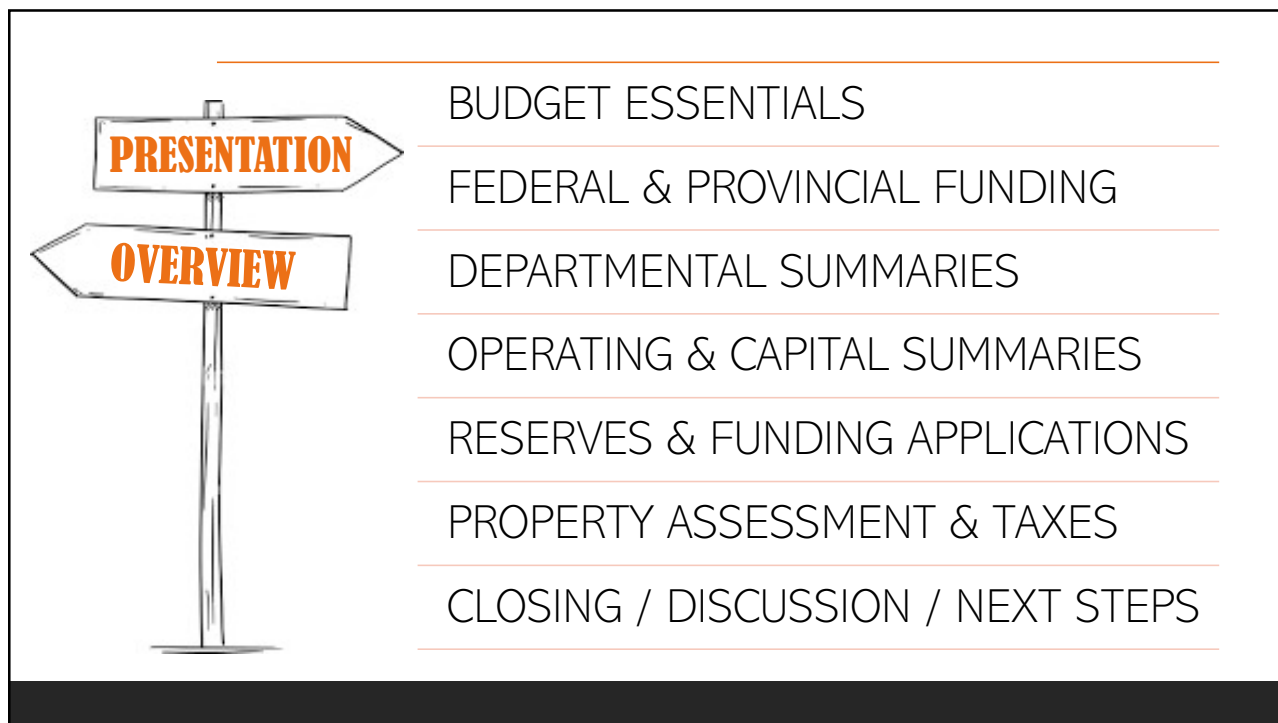 PRESENTATION
OVERVIEW
BUDGET ESSENTIALS
FEDERAL & PROVINCIAL FUNDING
DEPARTMENTAL SUMMARIES
OPERATING & CAPITAL SUMMARIES
RESERVES & FUNDING APPLICATIONS
PROPERTY ASSESSMENT & TAXES
CLOSING / DISCUSSION / NEXT STEPS